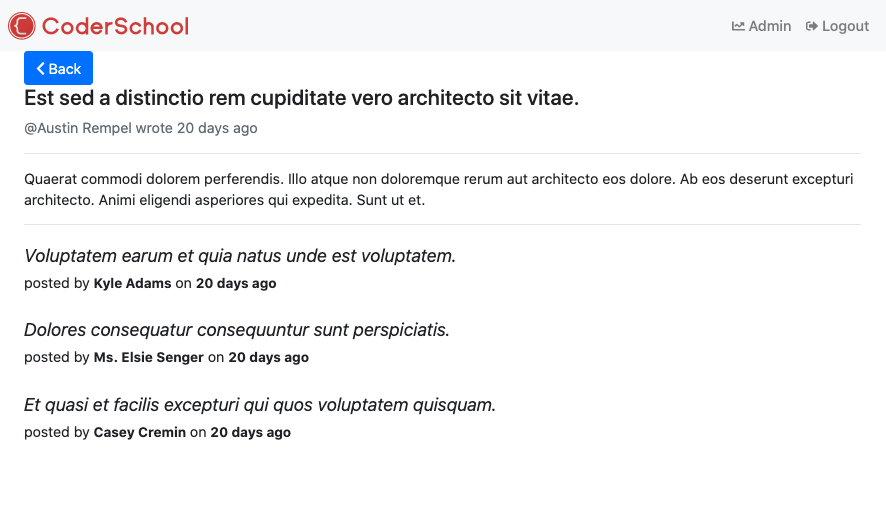 CoderSchool
Admin
Logout
Back
Est sed a distinctio rem cupiditate vero architecto sit vitae.
@Austin Rempel wrote 20 days ago
Quaerat commodi dolorem perferendis. Illo atque non doloremque rerum aut architecto eos dolore. Ab eos deserunt excepturi
architecto. Animi eligendi asperiores qui expedita. Sunt ut et.
Voluptatem earum et quia natus unde est voluptatem.
posted by Kyle Adams on 20 days ago
Dolores consequatur consequuntur sunt perspiciatis.
posted by Ms. Elsie Senger on 20 days ago
Et quasi et facilis excepturi qui quos voluptatem quisquam.
posted by Casey Cremin on 20 days ago